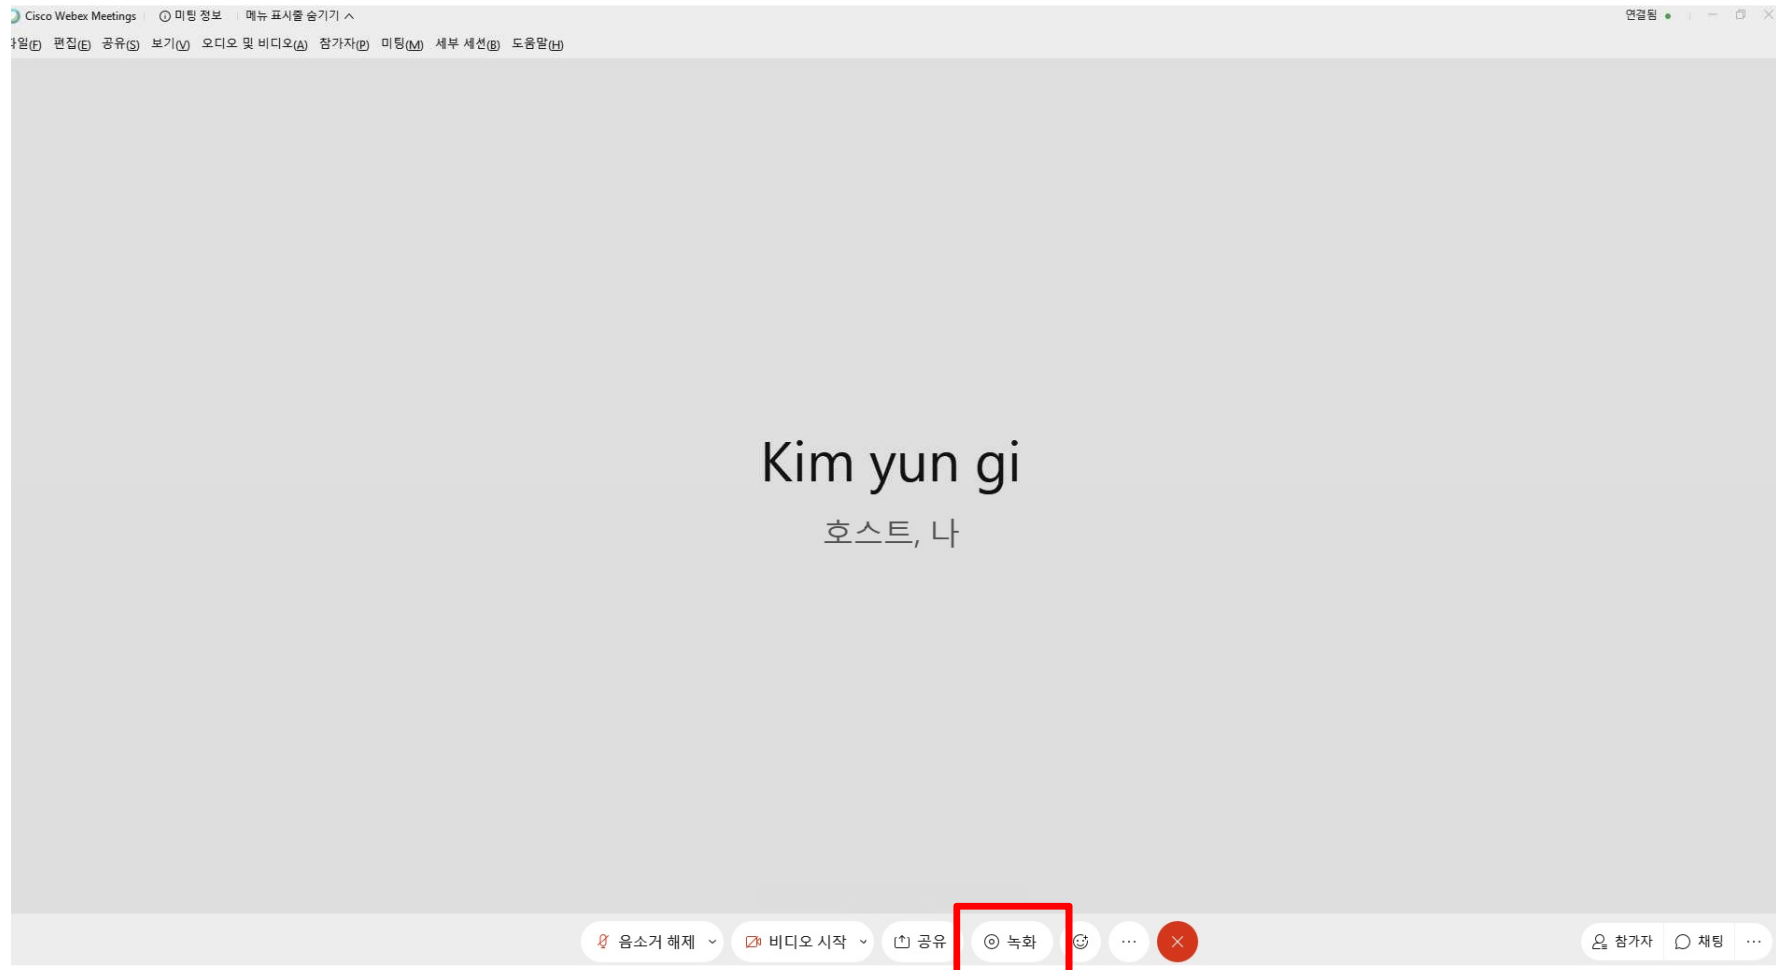 Cisco Webex Meetings 미팅 정보 메뉴 표시줄 숨기기 연결됨
파일(F) 편집(E) 공유(S) 보기(V) 오디오 및 비디오(A) 참가자(P) 미팅(M) 세부 세션(B) 도움말(H)
Kim yun gi
호스트, 나
음소거 해제 비디오 시작 공유 녹화 참가자 채팅